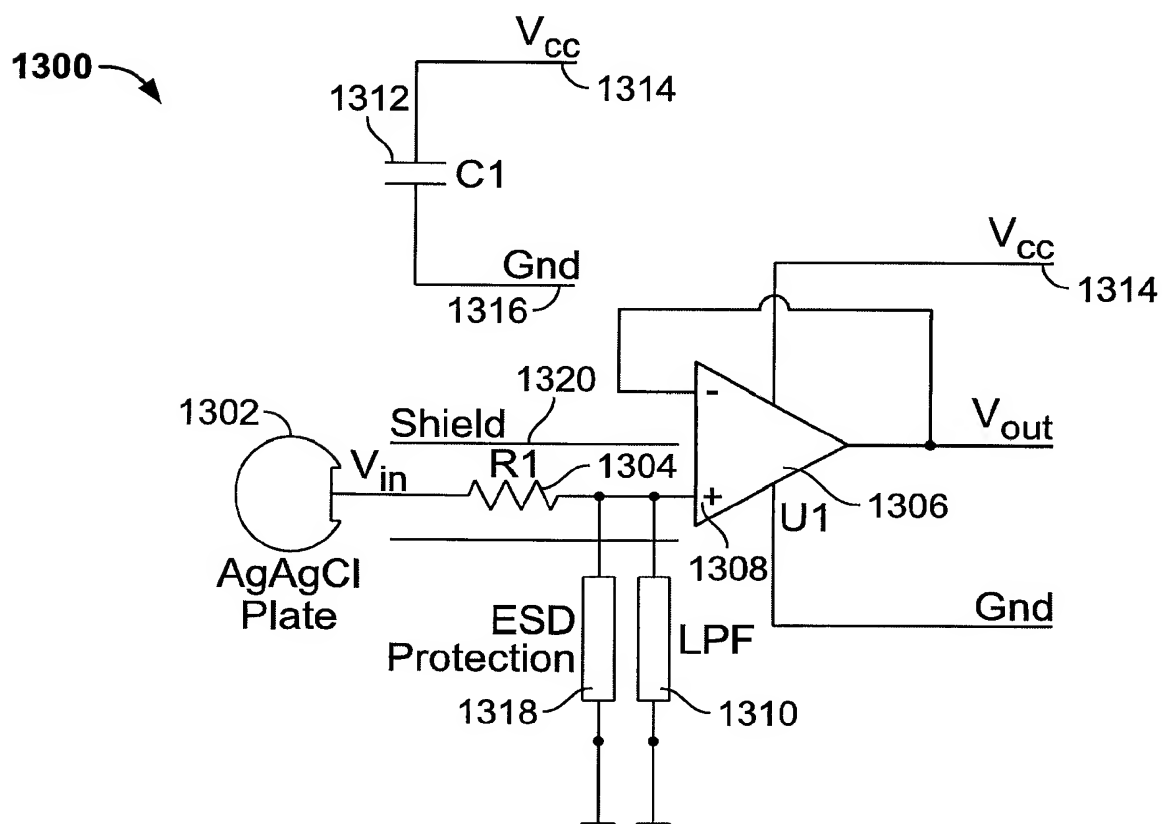 1300
Vcc
1314
1312
C1
Gnd
1316
Vcc
1314
1320
1302
Shield
-
Vin
R1
1304
Vout
+
1306
U1
1308
AgAgCl
Plate
ESD
Protection
LPF
Gnd
1318
1310